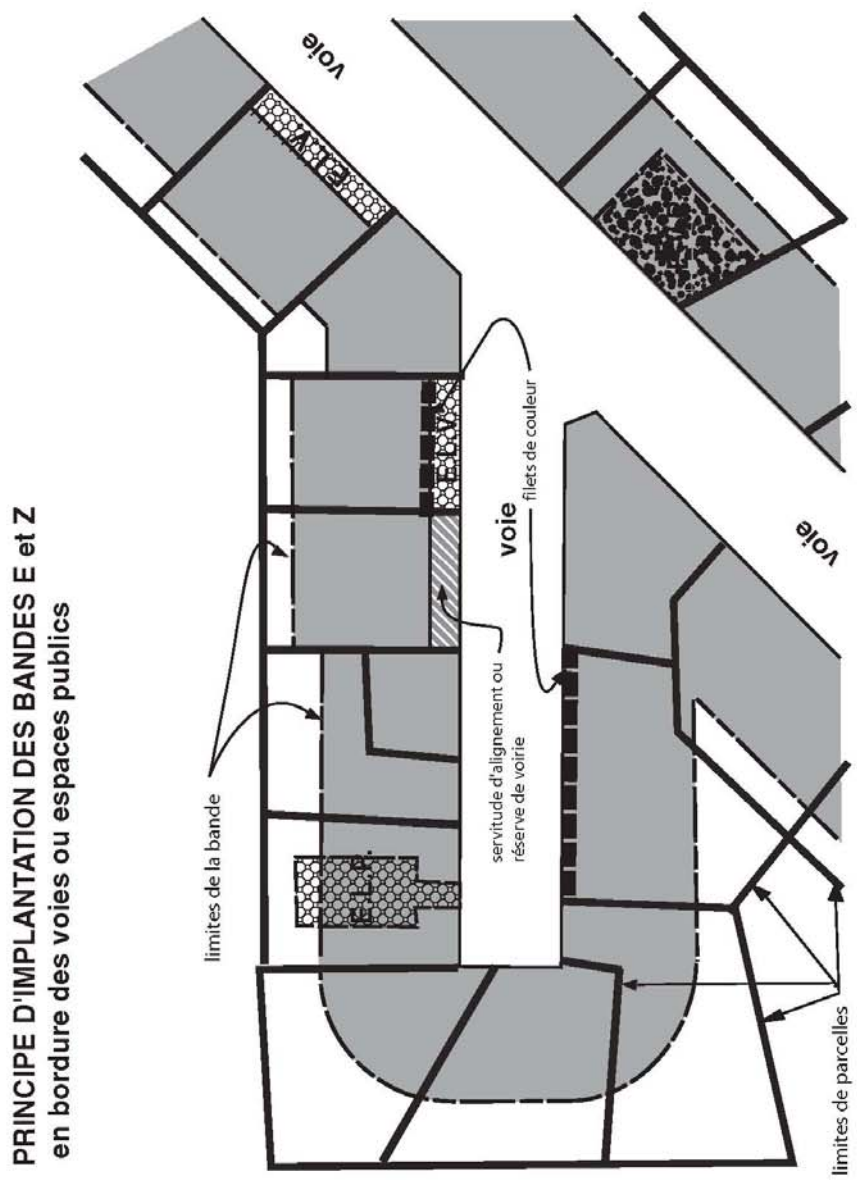 PRINCIPE D'IMPLANTATION DES BANDES E et Z
en bordure des voies ou espaces publics
limites de la bande
voie
E L V
E L V
E L P.
servitude d'alignement ou
réserve de voirie
voie
filets de couleur
voie
limites de parcelles